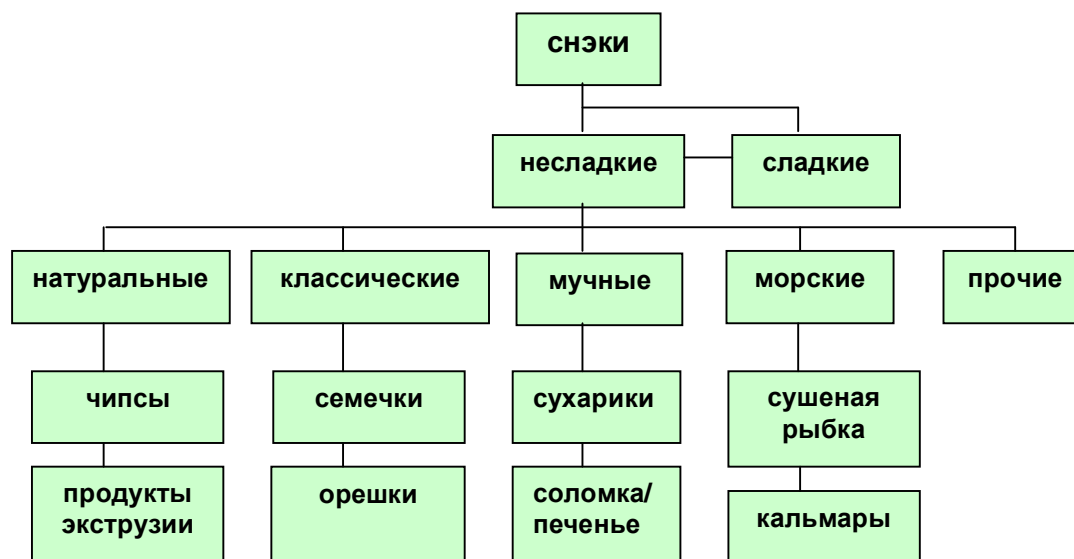 снэки
несладкие
сладкие
натуральные
классические
мучные
морские
прочие
чипсы
семечки
сухарики
сушеная
рыбка
продукты
экструзии
орешки
соломка/
печенье
кальмары